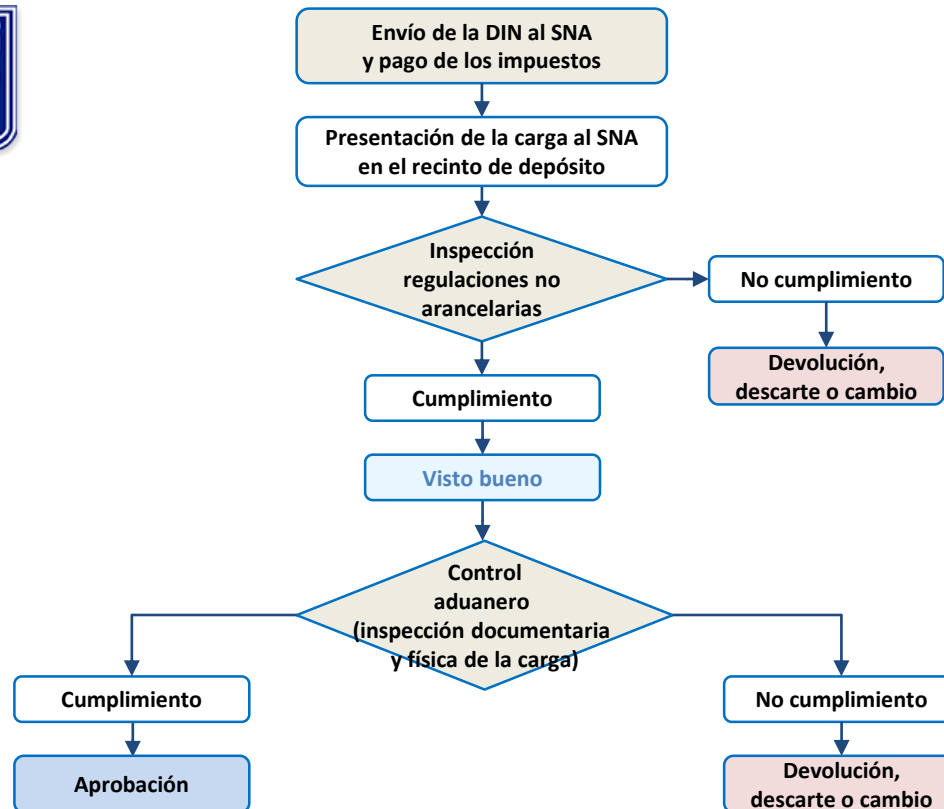 Envío de la DIN al SNA
y pago de los impuestos
Presentación de la carga al SNA
en el recinto de depósito
Inspección
regulaciones no
arancelarias
No cumplimiento
Devolución,
descarte o cambio
Cumplimiento
Visto bueno
Control
aduanero
(inspección documentaria
y física de la carga)
Cumplimiento
No cumplimiento
Aprobación
Devolución,
descarte o cambio